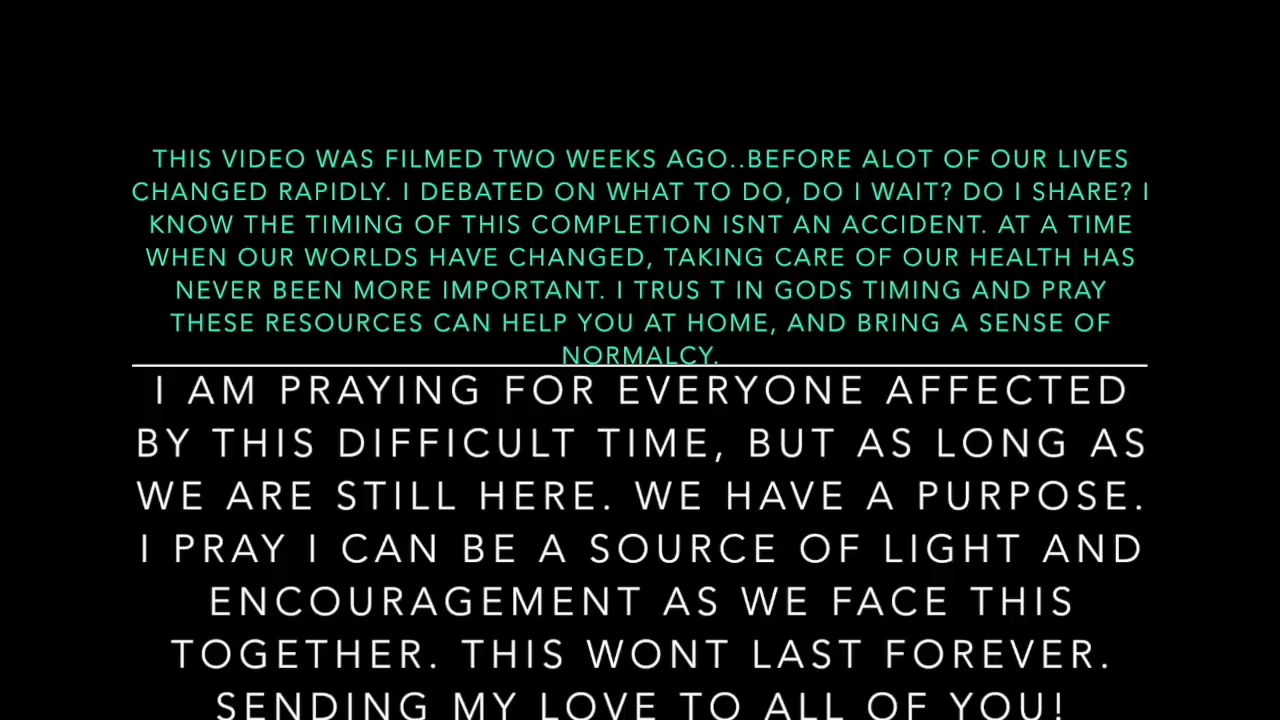 THIS VIDEO WAS FILMED TWO WEEKS AGO..BEFORE ALOT OF OUR LIVES
CHANGED RAPIDLY. I DEBATED ON WHAT TO DO, DO I WAIT? DO I SHARE? I
KNOW THE TIMING OF THIS COMPLETION ISNT AN ACCIDENT. AT A TIME
WHEN OUR WORLDS HAVE CHANGED, TAKING CARE OF OUR HEALTH HAS
NEVER BEEN MORE IMPORTANT. I TRUS T IN GODS TIMING AND PRAY
THESE RESOURCES CAN HELP YOU AT HOME, AND BRING A SENSE OF
NORMALCY.
I AM PRAYING FOR EVERYONE AFFECTED
BY THIS DIFFICULT TIME, BUT AS LONG AS
WE ARE STILL HERE. WE HAVE A PURPOSE.
I PRAY I CAN BE A SOURCE OF LIGHT AND
ENCOURAGEMENT AS WE FACE THIS
TOGETHER. THIS WONT LAST FOREVER.
SENDING MY LOVE TO ALL OF YOU!